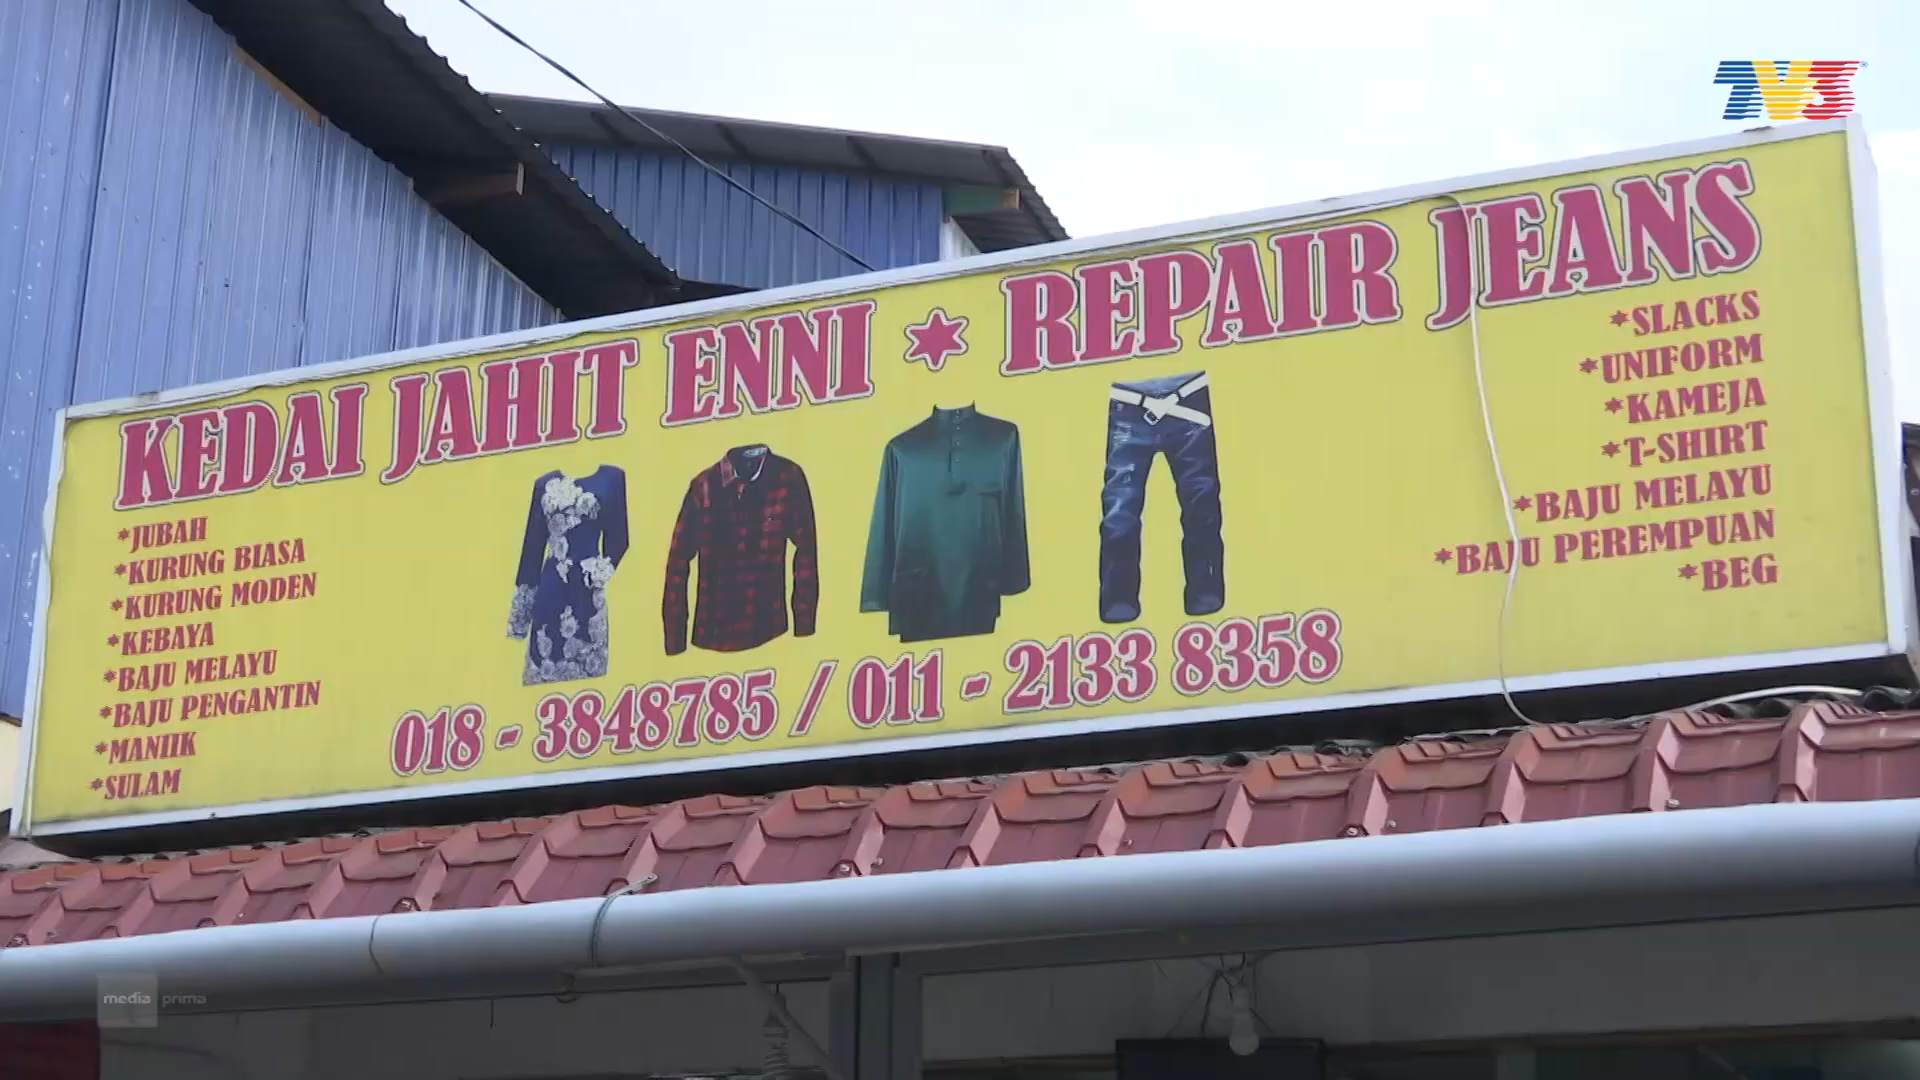 TV3
KEDAI JAHIT ENNI * REPAIR JEANS
*JUBAH
*KURUNG BIASA
*KURUNG MODEN
*KEBAYA
*BAJU MELAYU
*BAJU PENGANTIN
*MANIIK
*SULAM
*SLACKS
*UNIFORM
*KAMEJA
*T-SHIRT
*BAJU MELAYU
*BAJU PEREMPUAN
*BEG
018 - 3848785 / 011 - 2133 8358
media prima